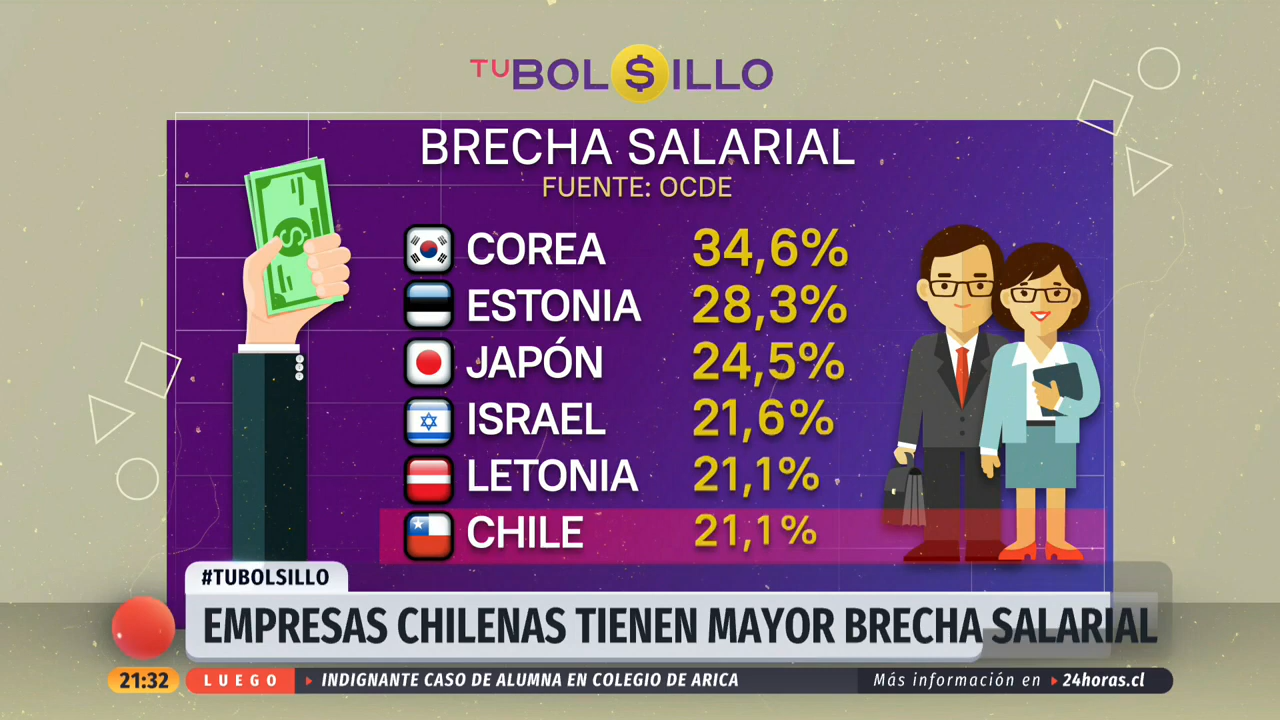 TU BOL$ILLO
BRECHA SALARIAL
FUENTE: OCDE
COREA 34,6%
ESTONIA 28,3%
JAPÓN 24,5%
ISRAEL 21,6%
LETONIA 21,1%
CHILE 21,1%
#TUBOLSILLO
EMPRESAS CHILENAS TIENEN MAYOR BRECHA SALARIAL
21:32 LUEGO INDIGNANTE CASO DE ALUMNA EN COLEGIO DE ARICA Más información en 24horas.cl